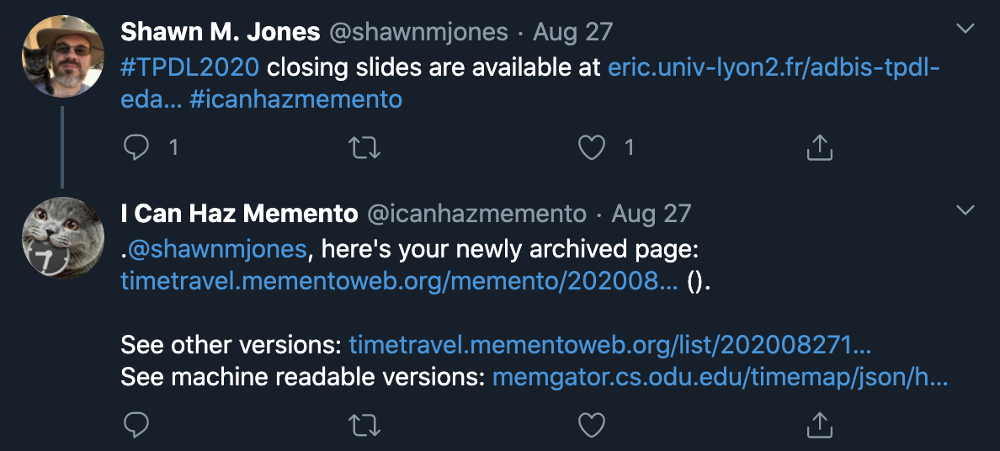 Shawn M. Jones @shawnmjones · Aug 27
#TPDL2020 closing slides are available at eric.univ-lyon2.fr/adbis-tpdl-
eda... #icanhazmemento
1 1
I Can Haz Memento @icanhazmemento · Aug 27
.@shawnmjones, here's your newly archived page:
timetravel.mementoweb.org/memento/202008... ().
See other versions: timetravel.mementoweb.org/list/202008271...
See machine readable versions: memgator.cs.odu.edu/timemap/json/h...